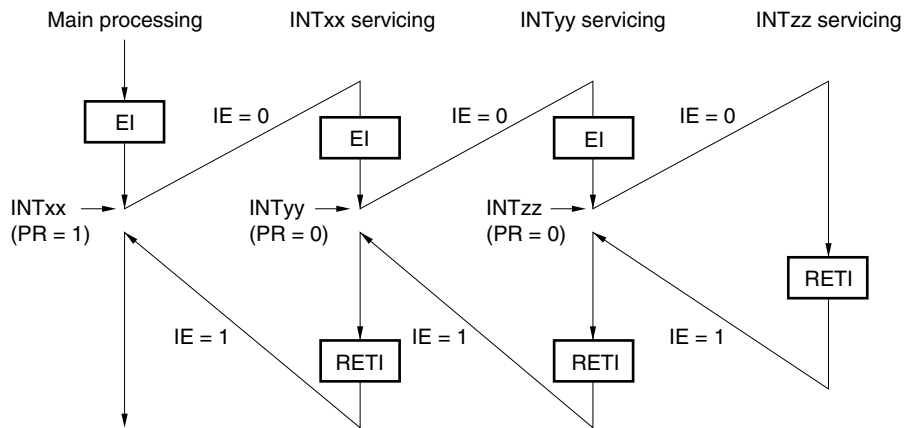 Main processing
INTxx servicing
INTyy servicing
INTzz servicing
EI
IE = 0
EI
IE = 0
EI
IE = 0
INTxx
(PR = 1)
INTyy
(PR = 0)
INTzz
(PR = 0)
RETI
IE = 1
RETI
IE = 1
RETI
IE = 1